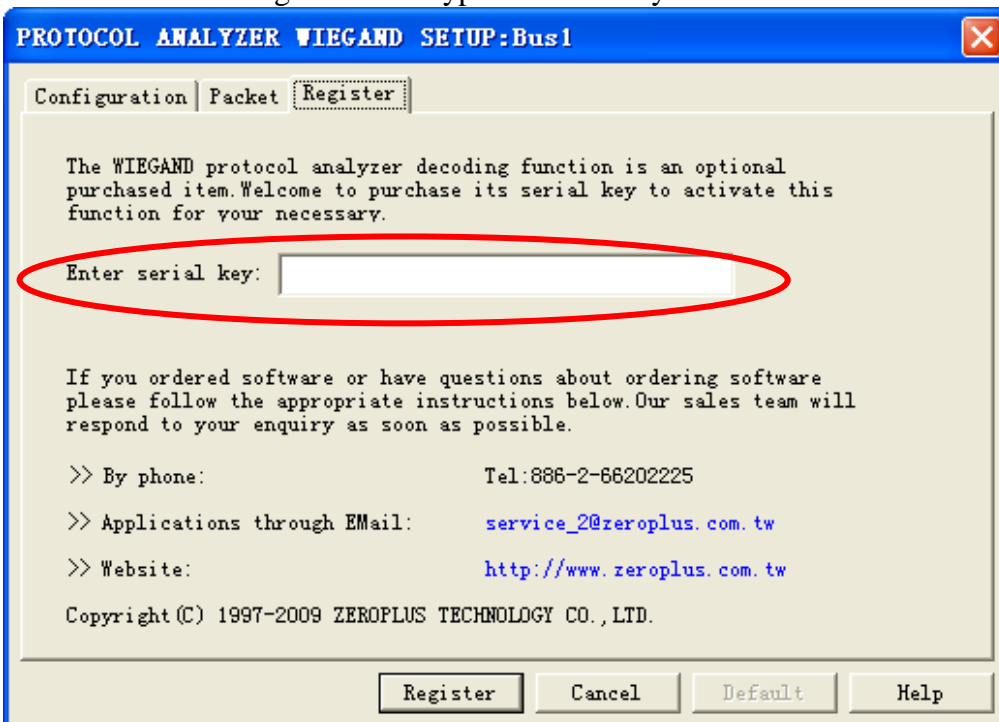 PROTOCOL ANALYZER WIEGAND SETUP:Bus1
Configuration Packet Register
The WIEGAND protocol analyzer decoding function is an optional
purchased item.Welcome to purchase its serial key to activate this
function for your necessary.
Enter serial key:
If you ordered software or have questions about ordering software
please follow the appropriate instructions below.Our sales team will
respond to your enquiry as soon as possible.
>> By phone: Tel:886-2-66202225
>> Applications through EMail: service_2@zeroplus.com.tw
>> Website: http://www.zeroplus.com.tw
Copyright(C) 1997-2009 ZEROPLUS TECHNOLOGY CO.,LTD.
Register Cancel Default Help